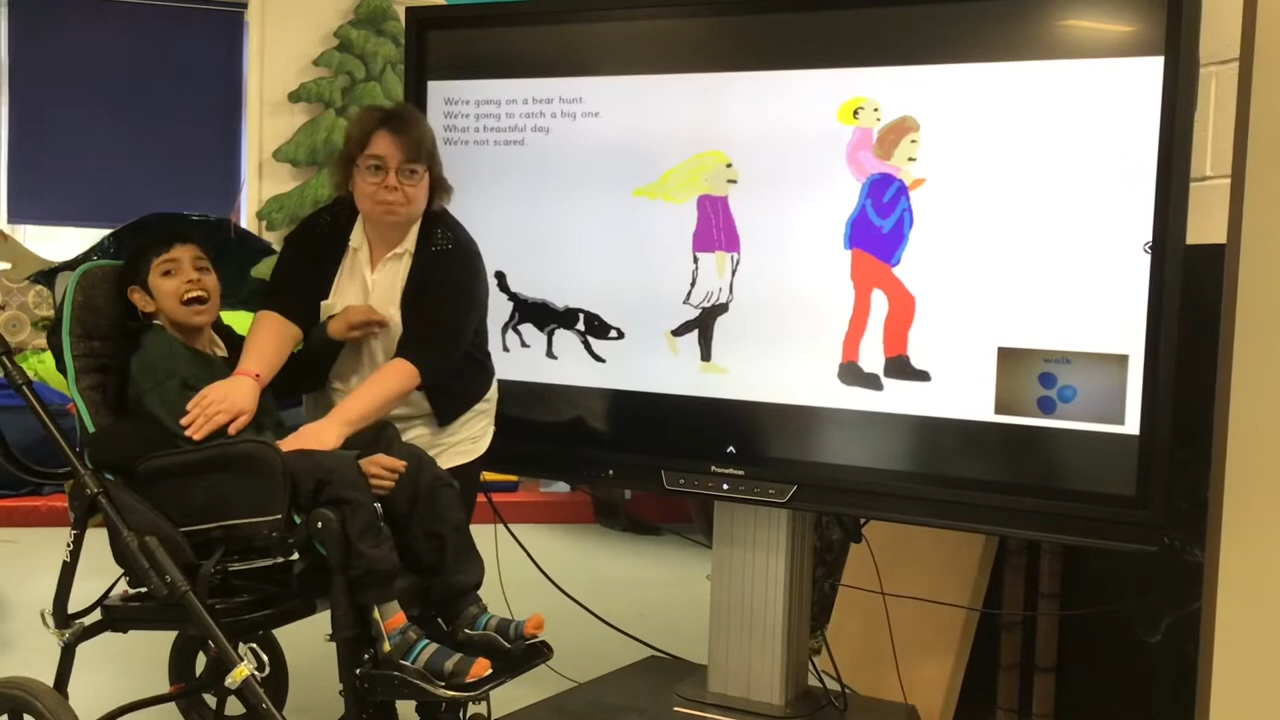 We're going on a bear hunt.
We're going to catch a big one.
What a beautiful day.
We're not scared.
walk
Promethean